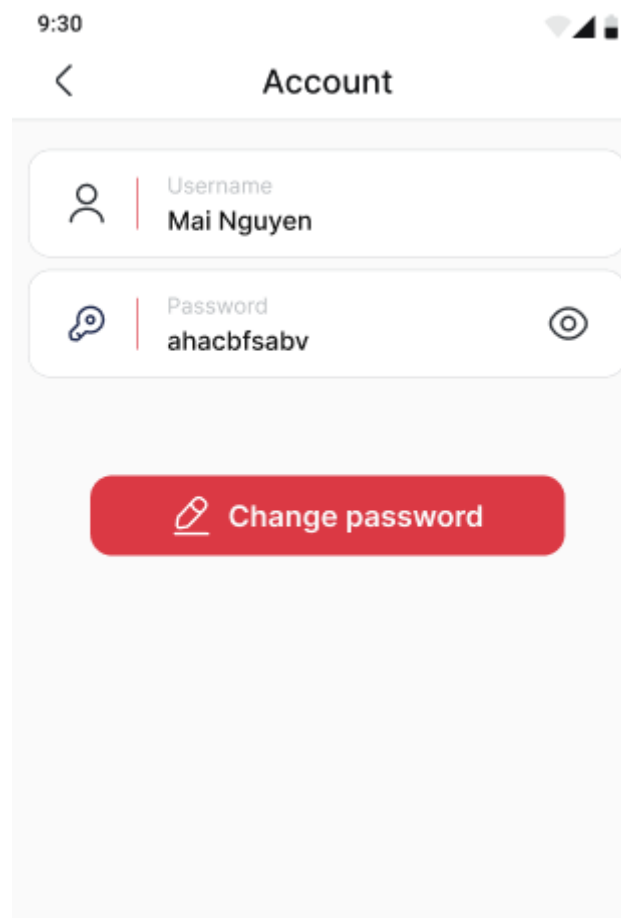 9:30
Account
Username
Mai Nguyen
Password
ahacbfsabv
Change password